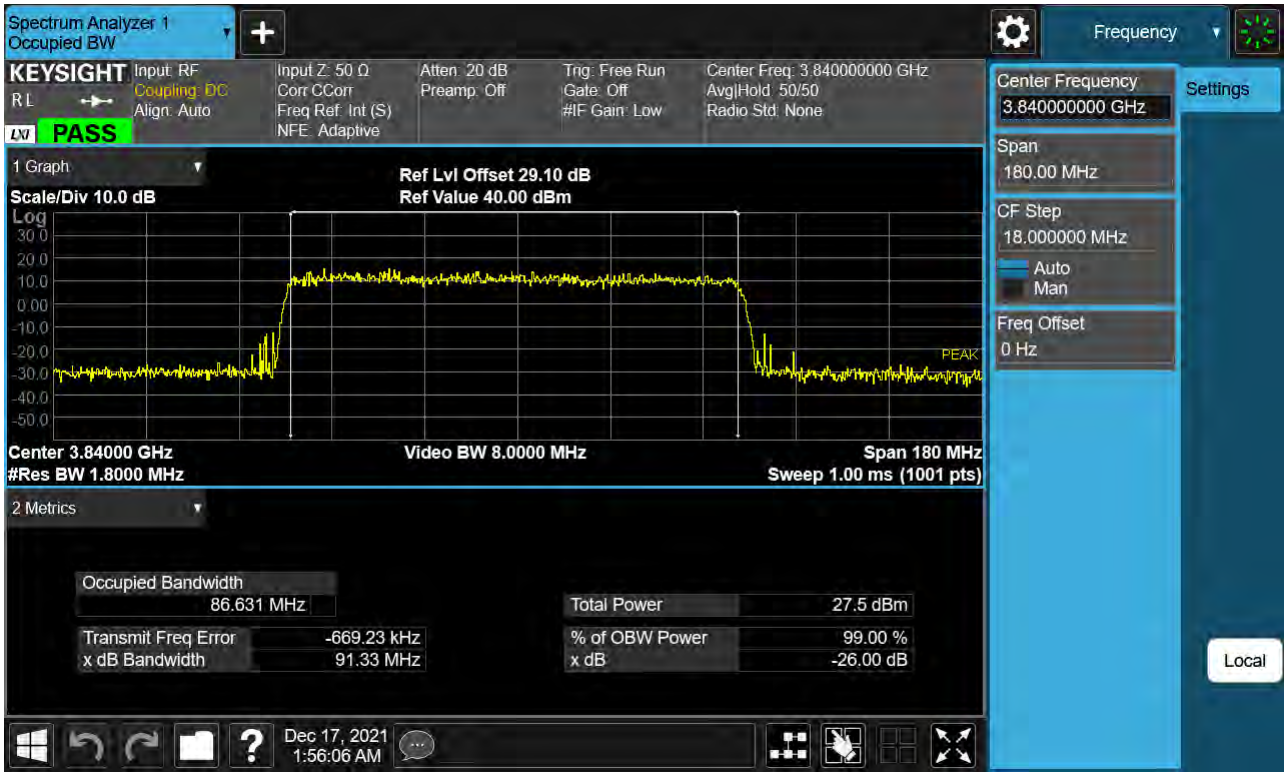 Spectrum Analyzer 1
Occupied BW
Frequency
KEYSIGHT
Input: RF
Coupling: DC
Align: Auto
Input Z: 50 Ω
Corr CCorr
Freq Ref: Int (S)
NFE: Adaptive
Atten: 20 dB
Preamp: Off
Trig: Free Run
Gate: Off
#IF Gain: Low
Center Freq: 3.840000000 GHz
Avg|Hold: 50/50
Radio Std: None
R L
LXI
PASS
Center Frequency
3.840000000 GHz
Settings
Span
180.00 MHz
CF Step
18.000000 MHz
Auto
Man
Freq Offset
0 Hz
Local
1 Graph
Scale/Div 10.0 dB
Ref Lvl Offset 29.10 dB
Ref Value 40.00 dBm
Log
30.0
20.0
10.0
0.00
-10.0
-20.0
-30.0
-40.0
-50.0
PEAK
Center 3.84000 GHz
Video BW 8.0000 MHz
Span 180 MHz
#Res BW 1.8000 MHz
Sweep 1.00 ms (1001 pts)
2 Metrics
Occupied Bandwidth
86.631 MHz
Total Power 27.5 dBm
Transmit Freq Error -669.23 kHz
% of OBW Power 99.00 %
x dB Bandwidth 91.33 MHz
x dB -26.00 dB
?
Dec 17, 2021
1:56:06 AM